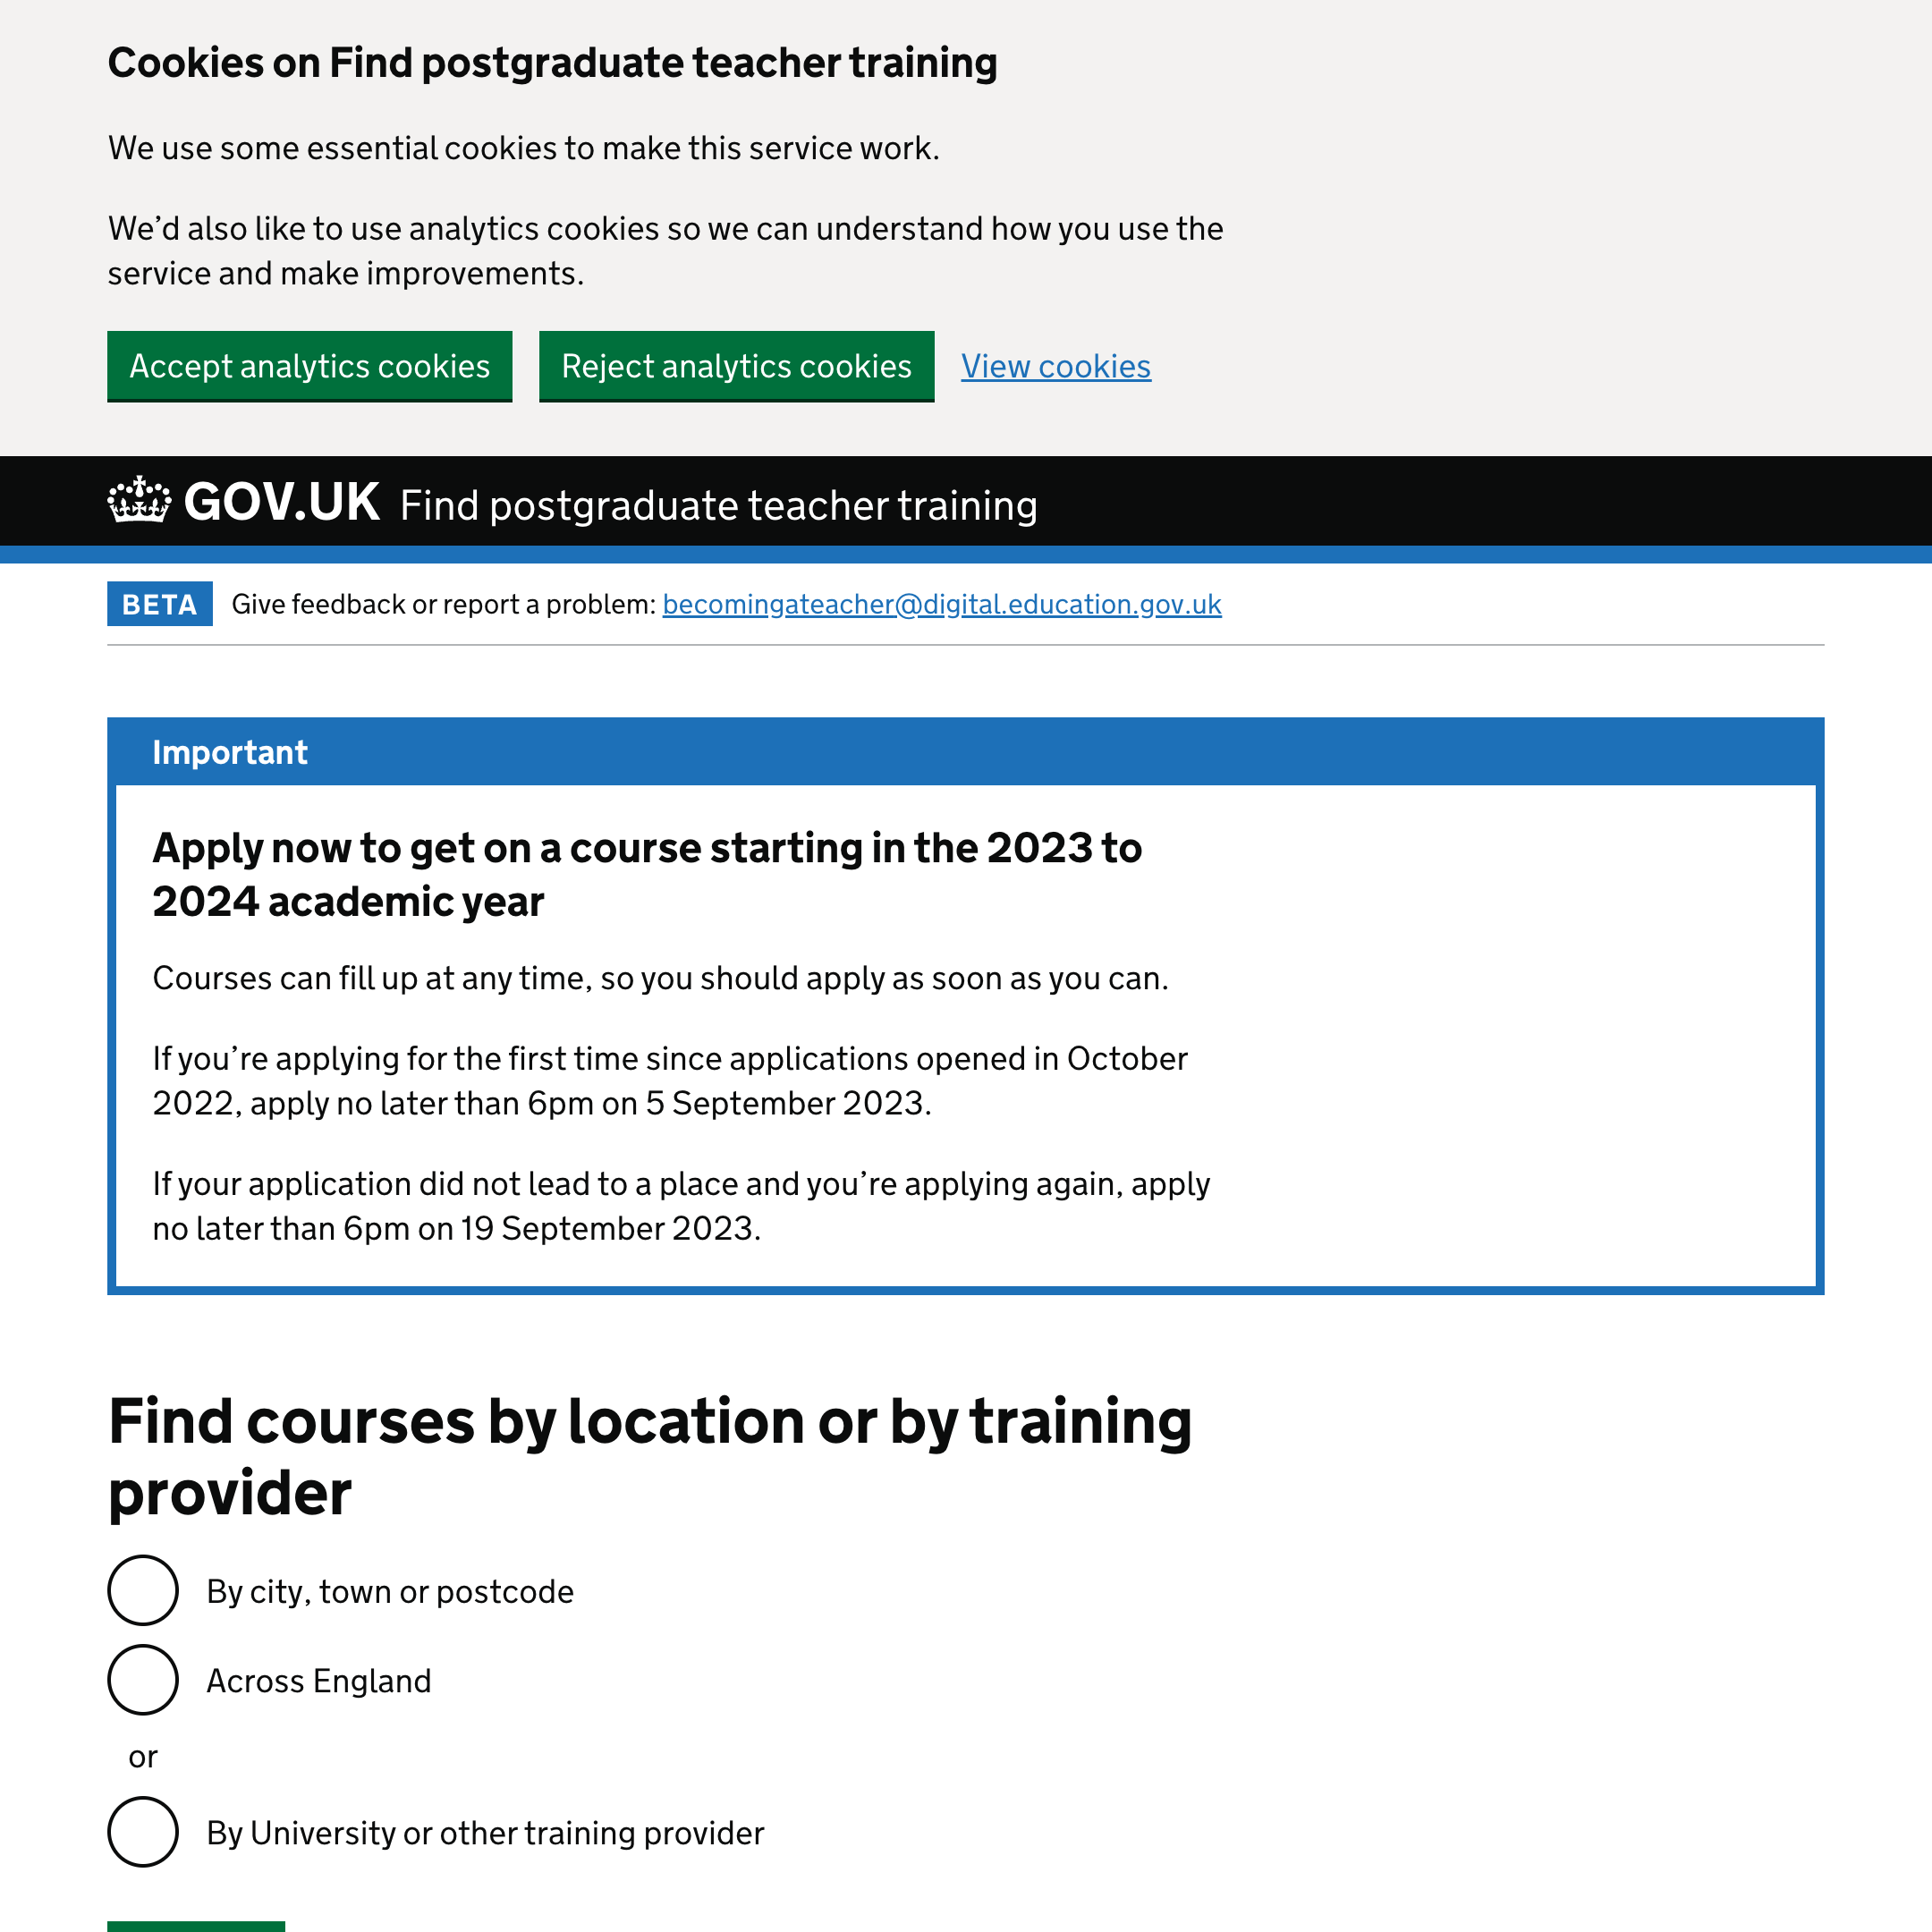 Cookies on Find postgraduate teacher training
We use some essential cookies to make this service work.
We’d also like to use analytics cookies so we can understand how you use the
service and make improvements.
Accept analytics cookies Reject analytics cookies View cookies
GOV.UK Find postgraduate teacher training
BETA Give feedback or report a problem: becomingateacher@digital.education.gov.uk
Important
Apply now to get on a course starting in the 2023 to
2024 academic year
Courses can fill up at any time, so you should apply as soon as you can.
If you’re applying for the first time since applications opened in October
2022, apply no later than 6pm on 5 September 2023.
If your application did not lead to a place and you’re applying again, apply
no later than 6pm on 19 September 2023.
Find courses by location or by training
provider
By city, town or postcode
Across England
or
By University or other training provider